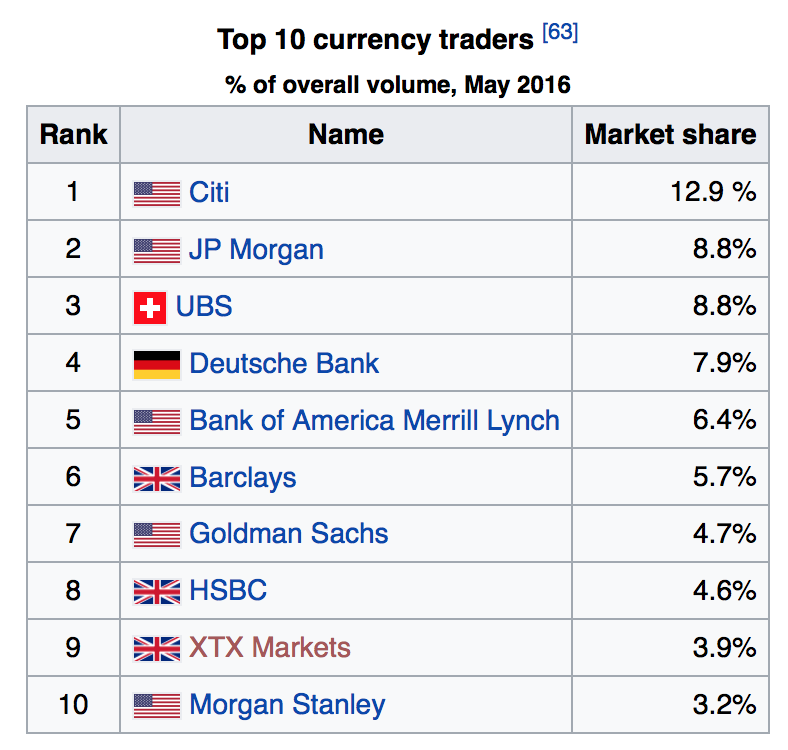 Top 10 currency traders [63]
% of overall volume, May 2016
Rank Name Market share
1 Citi 12.9 %
2 JP Morgan 8.8%
3 UBS 8.8%
4 Deutsche Bank 7.9%
5 Bank of America Merrill Lynch 6.4%
6 Barclays 5.7%
7 Goldman Sachs 4.7%
8 HSBC 4.6%
9 XTX Markets 3.9%
10 Morgan Stanley 3.2%